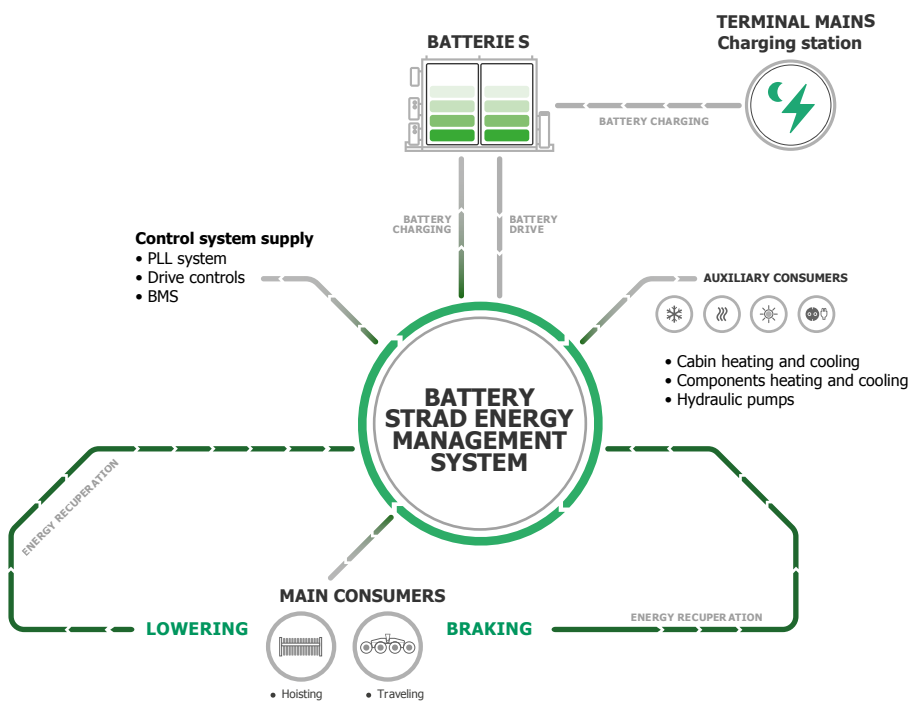 TERMINAL MAINS
Charging station
BATTERIE S
BATTERY CHARGING
BATTERY
CHARGING
BATTERY
DRIVE
Control system supply
• PLL system
• Drive controls
• BMS
AUXILIARY CONSUMERS
• Cabin heating and cooling
• Components heating and cooling
• Hydraulic pumps
BATTERY
STRAD ENERGY
MANAGEMENT
SYSTEM
ENERGY RECUPERATION
MAIN CONSUMERS
LOWERING
BRAKING
ENERGY RECUPERATION
• Hoisting
• Traveling